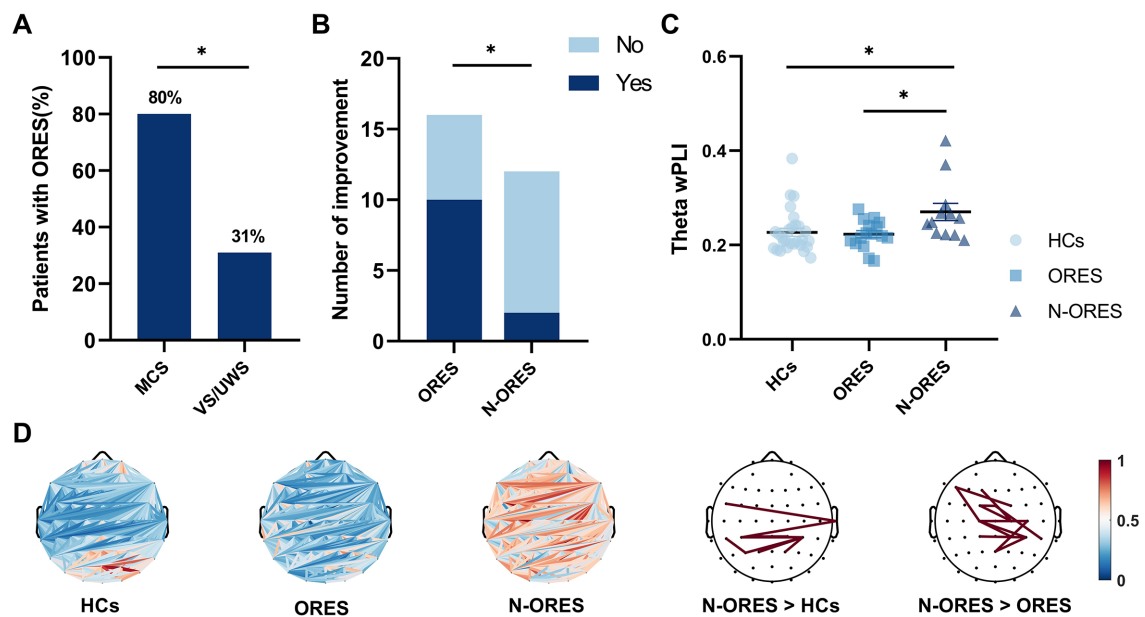 A
Patients with ORES(%)
100
80
60
40
20
0
*
80%
31%
MCS
VS/UWS
B
Number of improvement
20
15
10
5
0
*
No
Yes
ORES
N-ORES
C
Theta wPLI
0.6
0.4
0.2
0.0
*
*
HCs
ORES
N-ORES
HCs
ORES
N-ORES
D
HCs
ORES
N-ORES
N-ORES > HCs
N-ORES > ORES
1
0.5
0